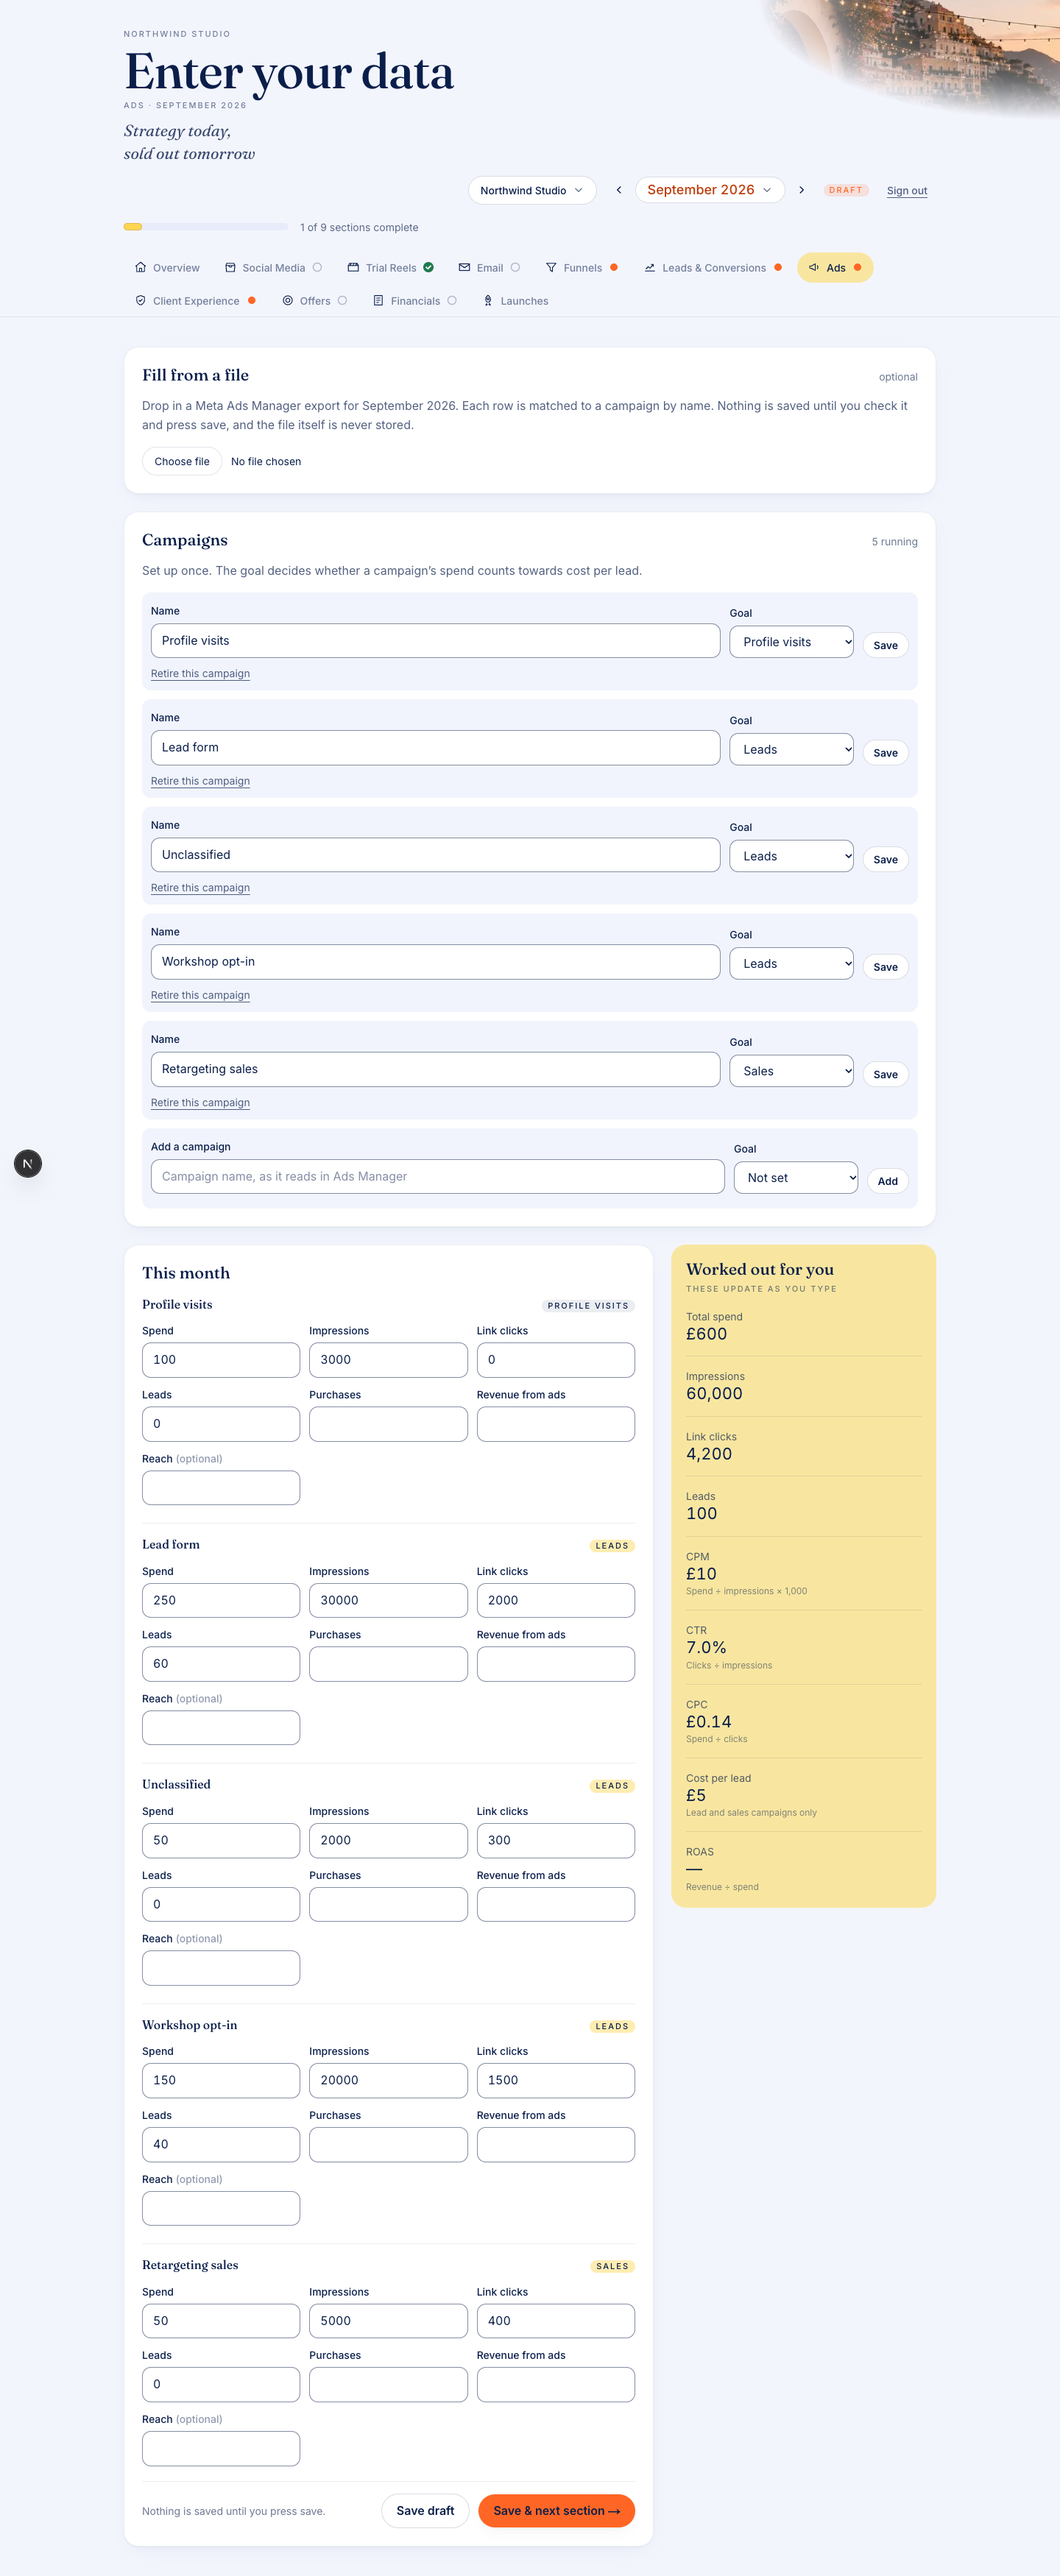 NORTHWIND STUDIO
Enter your data
ADS · SEPTEMBER 2026
Strategy today,
sold out tomorrow
Northwind Studio
September 2026
DRAFT
Sign out
1 of 9 sections complete
Overview
Social Media
Trial Reels
Email
Funnels
Leads & Conversions
Ads
Client Experience
Offers
Financials
Launches
Fill from a file
optional
Drop in a Meta Ads Manager export for September 2026. Each row is matched to a campaign by name. Nothing is saved until you check it
and press save, and the file itself is never stored.
Choose file No file chosen
Campaigns
5 running
Set up once. The goal decides whether a campaign’s spend counts towards cost per lead.
Name
Goal
Profile visits
Profile visits
Save
Retire this campaign
Name
Goal
Lead form
Leads
Save
Retire this campaign
Name
Goal
Unclassified
Leads
Save
Retire this campaign
Name
Goal
Workshop opt-in
Leads
Save
Retire this campaign
Name
Goal
Retargeting sales
Sales
Save
Retire this campaign
Add a campaign
Goal
Campaign name, as it reads in Ads Manager
Not set
Add
N
This month
Profile visits
PROFILE VISITS
Spend
Impressions
Link clicks
100
3000
0
Leads
Purchases
Revenue from ads
0
Reach (optional)
Lead form
LEADS
Spend
Impressions
Link clicks
250
30000
2000
Leads
Purchases
Revenue from ads
60
Reach (optional)
Unclassified
LEADS
Spend
Impressions
Link clicks
50
2000
300
Leads
Purchases
Revenue from ads
0
Reach (optional)
Workshop opt-in
LEADS
Spend
Impressions
Link clicks
150
20000
1500
Leads
Purchases
Revenue from ads
40
Reach (optional)
Retargeting sales
SALES
Spend
Impressions
Link clicks
50
5000
400
Leads
Purchases
Revenue from ads
0
Reach (optional)
Nothing is saved until you press save.
Save draft
Save & next section →
Worked out for you
THESE UPDATE AS YOU TYPE
Total spend
£600
Impressions
60,000
Link clicks
4,200
Leads
100
CPM
£10
Spend ÷ impressions × 1,000
CTR
7.0%
Clicks ÷ impressions
CPC
£0.14
Spend ÷ clicks
Cost per lead
£5
Lead and sales campaigns only
ROAS
—
Revenue ÷ spend